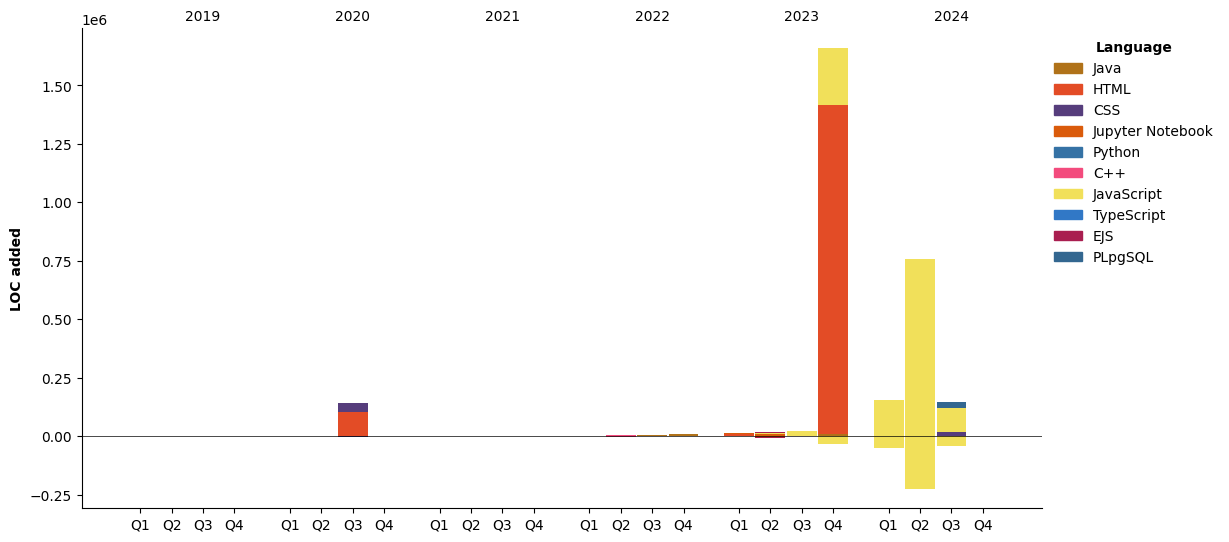 1e6
2019 2020 2021 2022 2023 2024
Language
Java
HTML
CSS
Jupyter Notebook
Python
C++
JavaScript
TypeScript
EJS
PLpgSQL
LOC added
1.50
1.25
1.00
0.75
0.50
0.25
0.00
−0.25
Q1 Q2 Q3 Q4 Q1 Q2 Q3 Q4 Q1 Q2 Q3 Q4 Q1 Q2 Q3 Q4 Q1 Q2 Q3 Q4 Q1 Q2 Q3 Q4